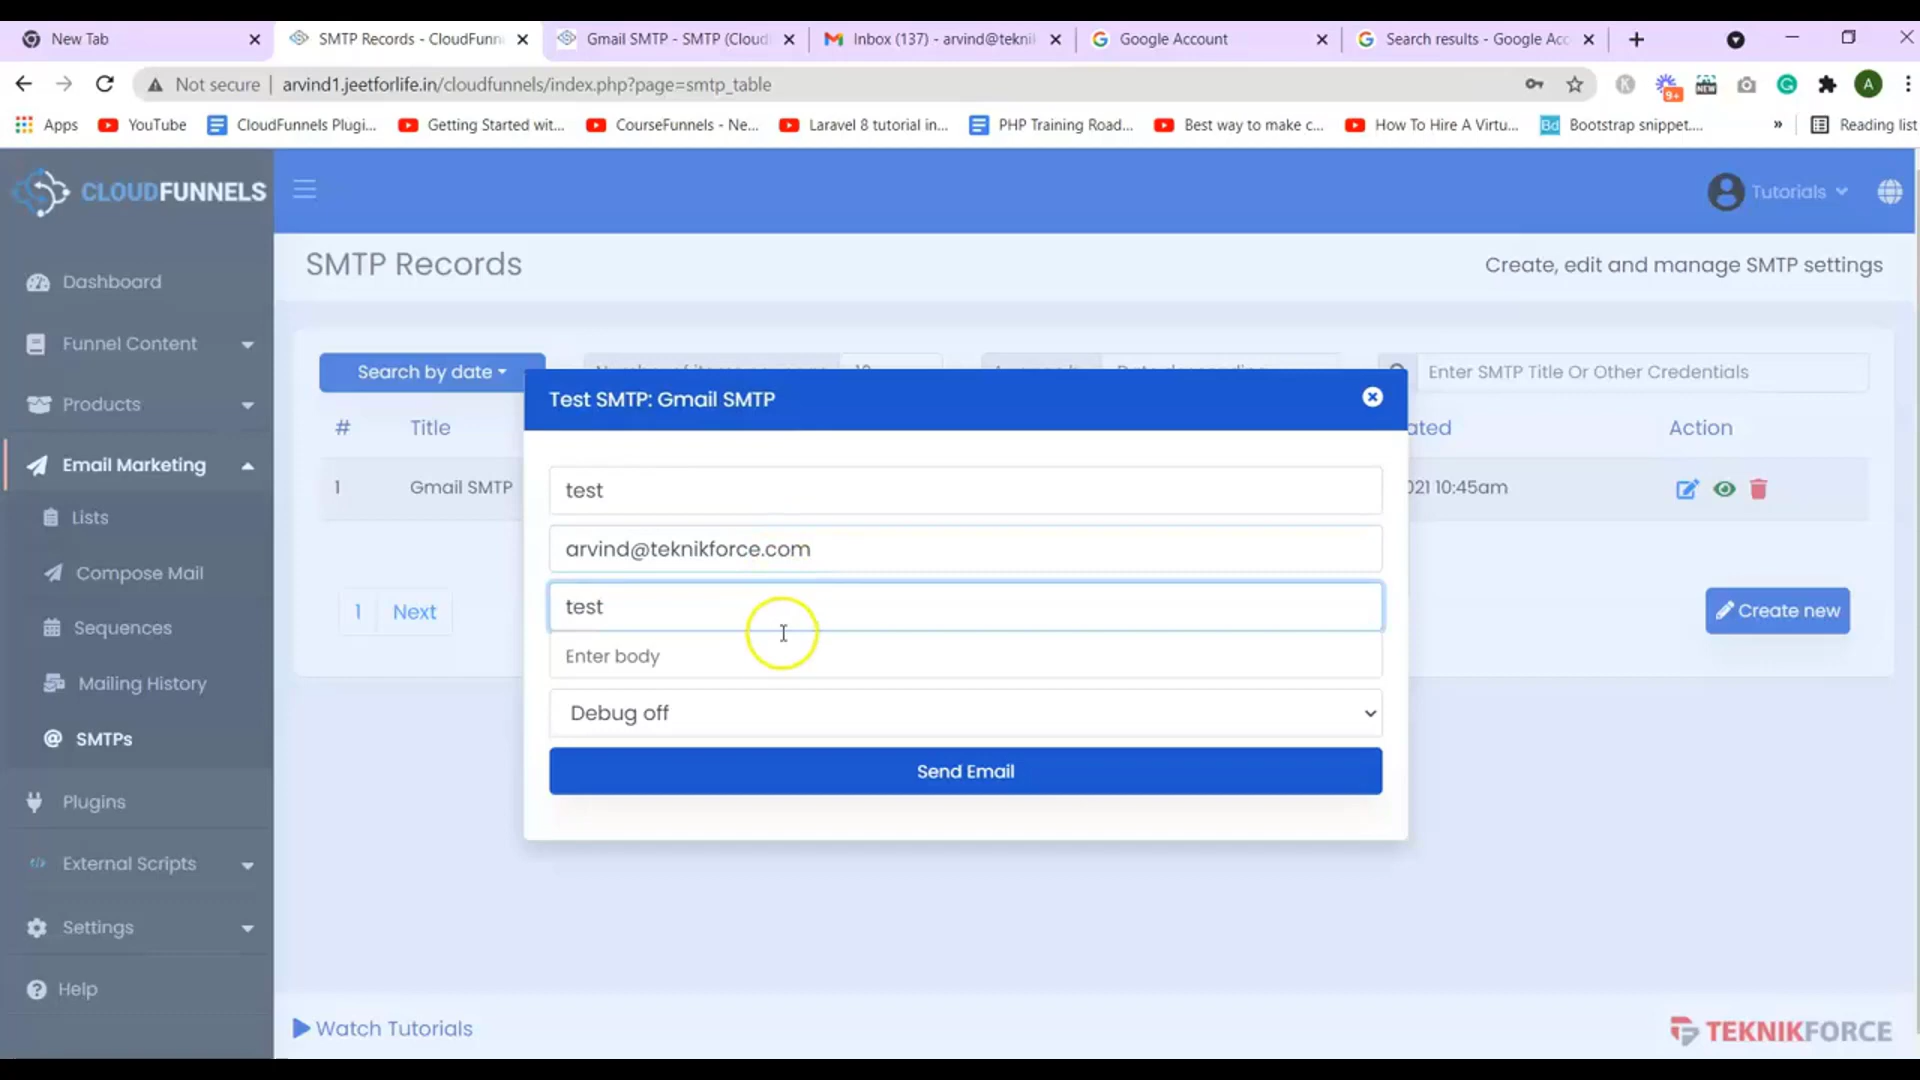 New Tab
SMTP Records - CloudFunn
Gmail SMTP - SMTP (Cloud
Inbox (137) - arvind@tekni
Google Account
Search results - Google Acc
Not secure
arvind1.jeetforlife.in/cloudfunnels/index.php?page=smtp_table
9+
NEW
A
Apps
YouTube
CloudFunnels Plugi...
Getting Started wit...
CourseFunnels - Ne...
Laravel 8 tutorial in...
PHP Training Road...
Best way to make c...
How To Hire A Virtu...
Bootstrap snippet....
»
Reading list
CLOUDFUNNELS
Tutorials
SMTP Records
Create, edit and manage SMTP settings
Dashboard
Funnel Content
Products
Email Marketing
Lists
Compose Mail
Sequences
Mailing History
SMTPs
Plugins
External Scripts
Settings
Help
Search by date
Enter SMTP Title Or Other Credentials
#
Title
ated
Action
1
Gmail SMTP
021 10:45am
1
Next
Create new
Test SMTP: Gmail SMTP
test
arvind@teknikforce.com
test
Enter body
Debug off
Send Email
Watch Tutorials
TEKNIKFORCE